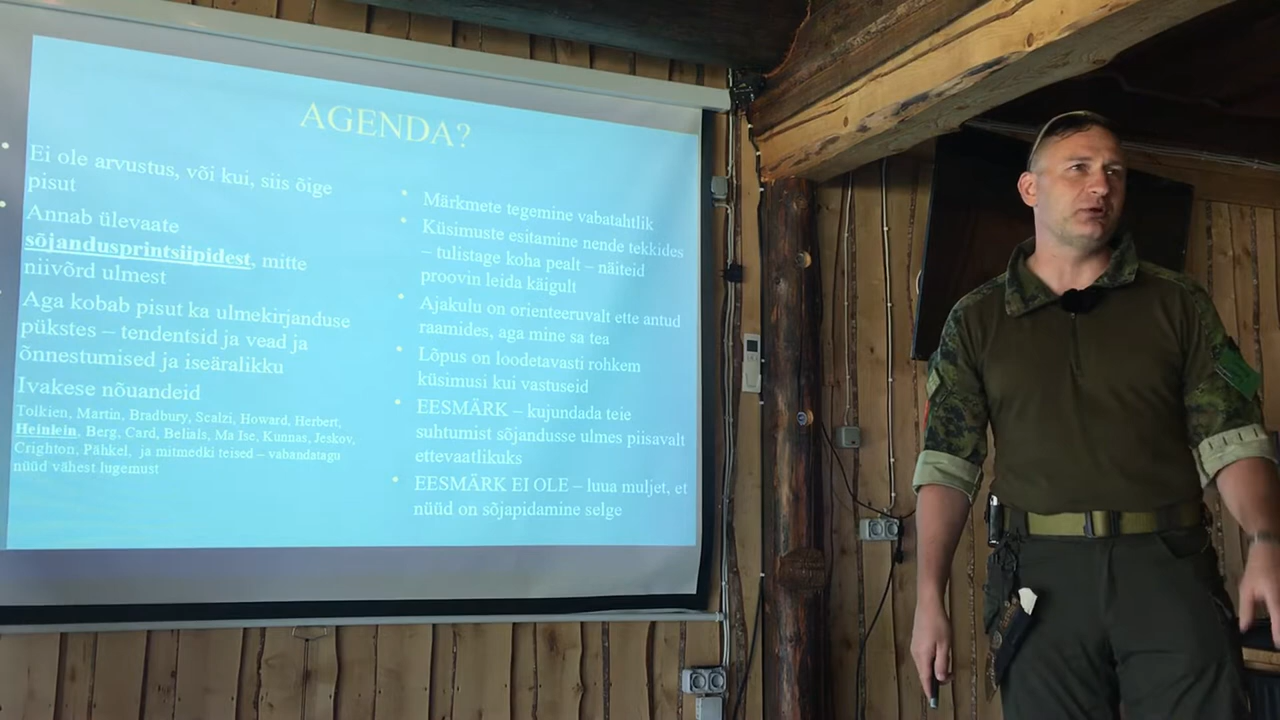 AGENDA?
Ei ole arvustus, või kui, siis õige
pisut
Annab ülevaate
sõjandusprintsiipidest, mitte
niivõrd ulmest
Aga kobab pisut ka ulmekirjanduse
pükstes – tendentsid ja vead ja
õnnestumised ja iseäralikku
Ivakese nõuandeid
Tolkien, Martin, Bradbury, Scalzi, Howard, Herbert,
Heinlein, Berg, Card, Belials, Ma Ise, Kunnas, Jeskov,
Crighton, Pähkel, ja mitmedki teised – vabandatagu
nüüd vähest lugemust
Märkmete tegemine vabatahtlik
Küsimuste esitamine nende tekkides
– tulistage koha pealt – näiteid
proovin leida käigult
Ajakulu on orienteeruvalt ette antud
raamides, aga mine sa tea
Lõpus on loodetavasti rohkem
küsimusi kui vastuseid
EESMÄRK – kujundada teie
suhtumist sõjandusse ulmes piisavalt
ettevaatlikuks
EESMÄRK EI OLE – luua muljet, et
nüüd on sõjapidamine selge